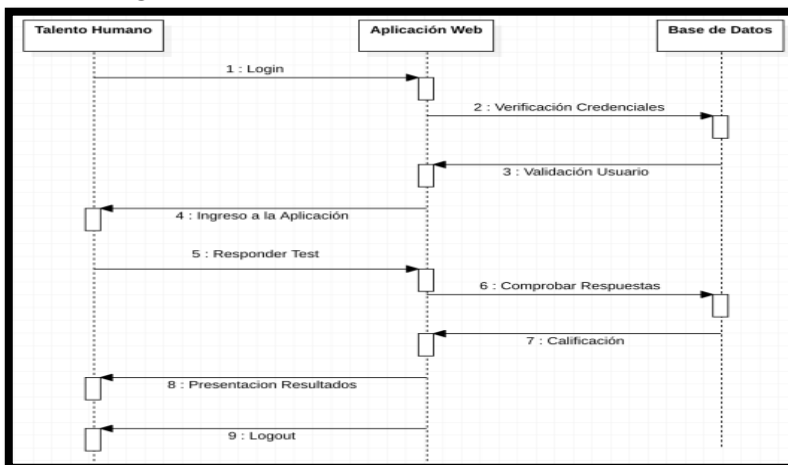 Talento Humano
Aplicación Web
Base de Datos
1 : Login
2 : Verificación Credenciales
3 : Validación Usuario
4 : Ingreso a la Aplicación
5 : Responder Test
6 : Comprobar Respuestas
7 : Calificación
8 : Presentacion Resultados
9 : Logout